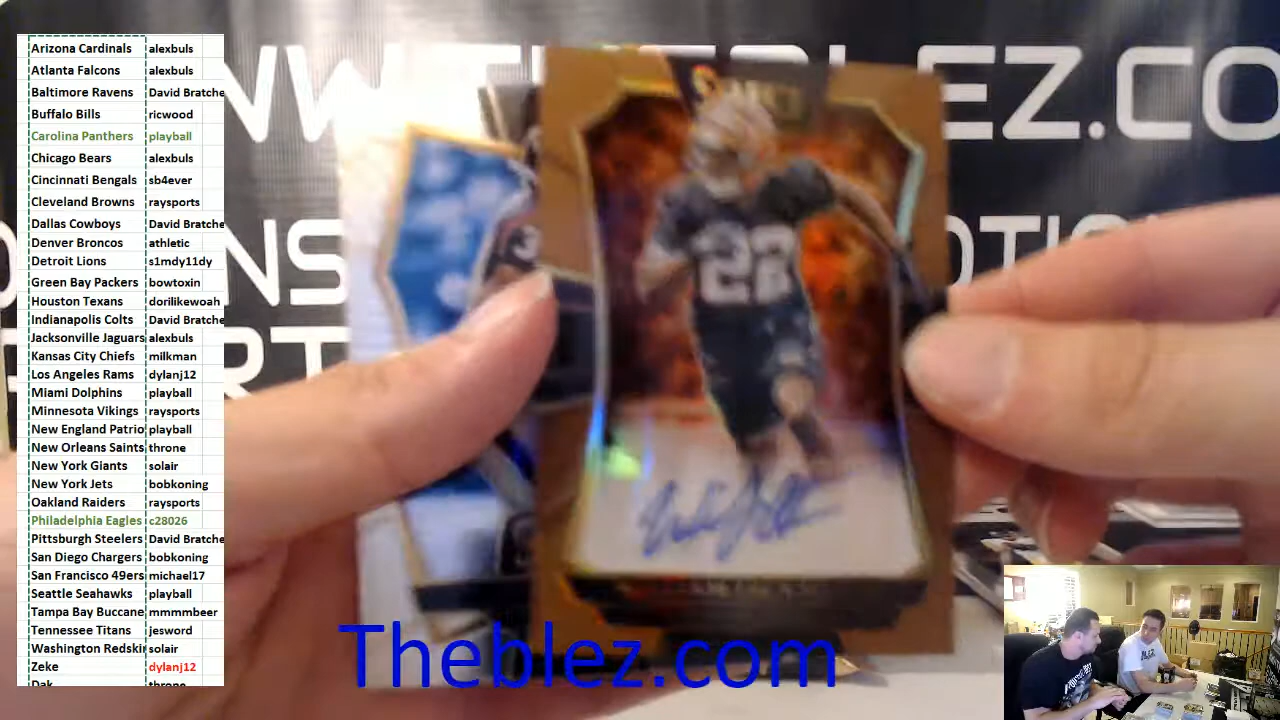 Arizona Cardinals alexbuls
Atlanta Falcons alexbuls
Baltimore Ravens David Bratche
Buffalo Bills ricwood
Carolina Panthers playball
Chicago Bears alexbuls
Cincinnati Bengals sb4ever
Cleveland Browns raysports
Dallas Cowboys David Bratche
Denver Broncos athletic
Detroit Lions s1mdy11dy
Green Bay Packers bowtoxin
Houston Texans dorilikewoah
Indianapolis Colts David Bratche
Jacksonville Jaguars alexbuls
Kansas City Chiefs milkman
Los Angeles Rams dylanj12
Miami Dolphins playball
Minnesota Vikings raysports
New England Patrio playball
New Orleans Saints throne
New York Giants solair
New York Jets bobkoning
Oakland Raiders raysports
Philadelphia Eagles c28026
Pittsburgh Steelers David Bratche
San Diego Chargers bobkoning
San Francisco 49ers michael17
Seattle Seahawks playball
Tampa Bay Buccane mmmmbeer
Tennessee Titans jesword
Washington Redski solair
Zeke dylanj12
Dak throne
EZ.CO
22
Theblez.com